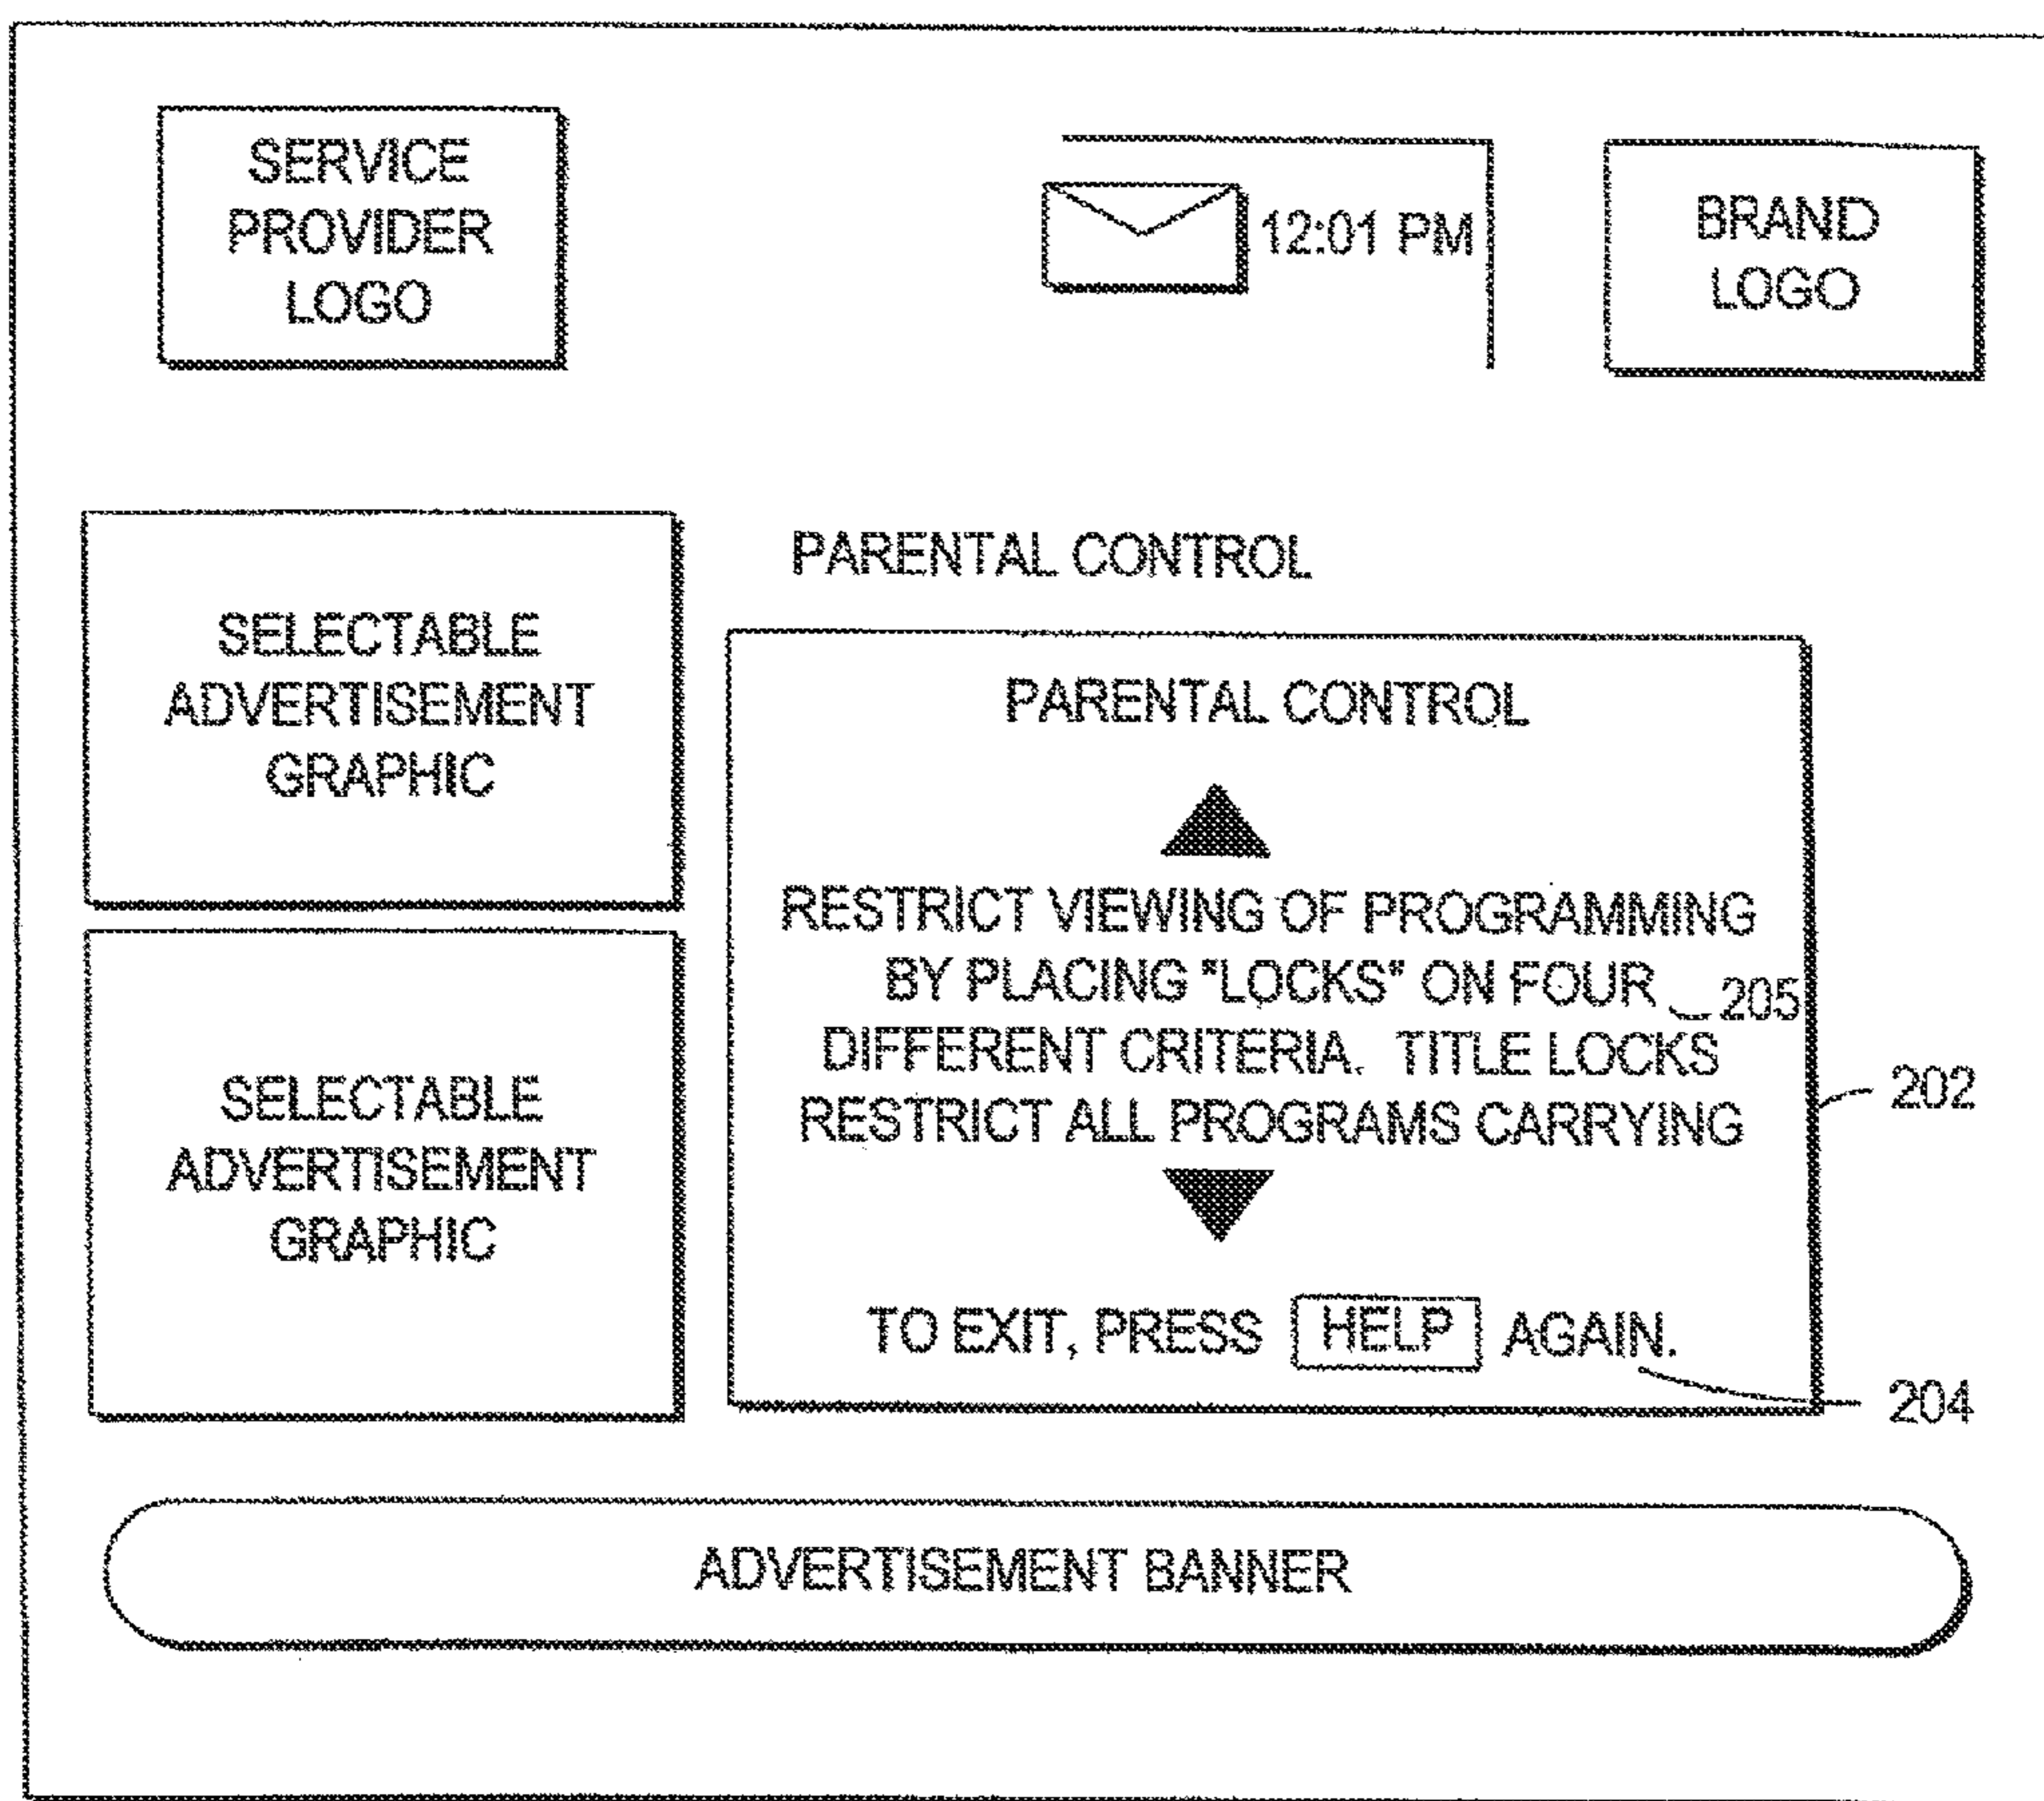 SERVICE
PROVIDER
LOGO
12:01 PM
BRAND
LOGO
SELECTABLE
ADVERTISEMENT
GRAPHIC
SELECTABLE
ADVERTISEMENT
GRAPHIC
PARENTAL CONTROL
PARENTAL CONTROL
RESTRICT VIEWING OF PROGRAMMING
BY PLACING "LOCKS" ON FOUR
205
DIFFERENT CRITERIA. TITLE LOCKS
RESTRICT ALL PROGRAMS CARRYING
202
TO EXIT, PRESS HELP AGAIN.
204
ADVERTISEMENT BANNER